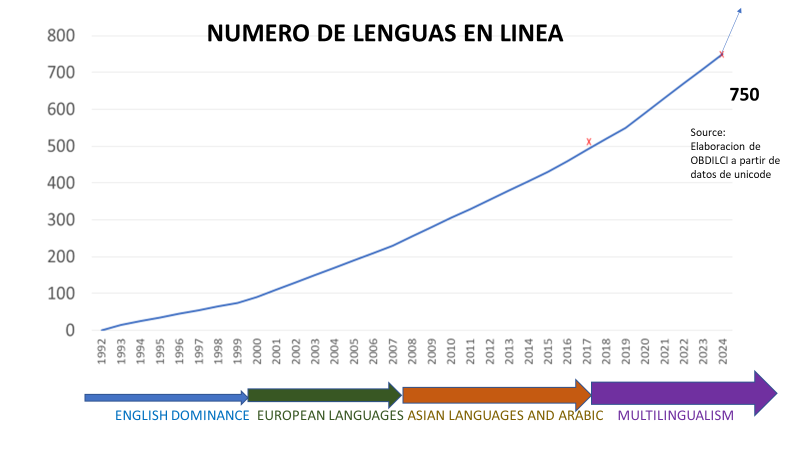 NUMERO DE LENGUAS EN LINEA
800
700
600
500
400
300
200
100
0
750
Source:
Elaboracion de
OBDILCI a partir de
datos de unicode
x
x
1992 1993 1994 1995 1996 1997 1998 1999 2000 2001 2002 2003 2004 2005 2006 2007 2008 2009 2010 2011 2012 2013 2014 2015 2016 2017 2018 2019 2020 2021 2022 2023 2024
ENGLISH DOMINANCE EUROPEAN LANGUAGES ASIAN LANGUAGES AND ARABIC MULTILINGUALISM